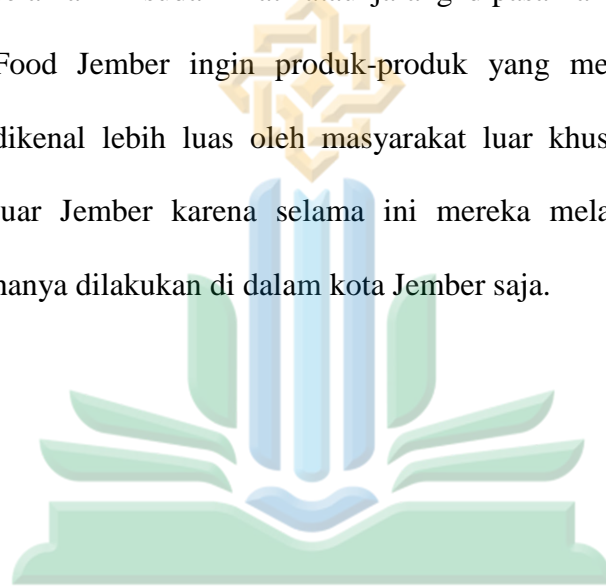 Food Jember ingin produk-produk yang me
dikenal lebih luas oleh masyarakat luar khus
uar Jember karena selama ini mereka mela
hanya dilakukan di dalam kota Jember saja.